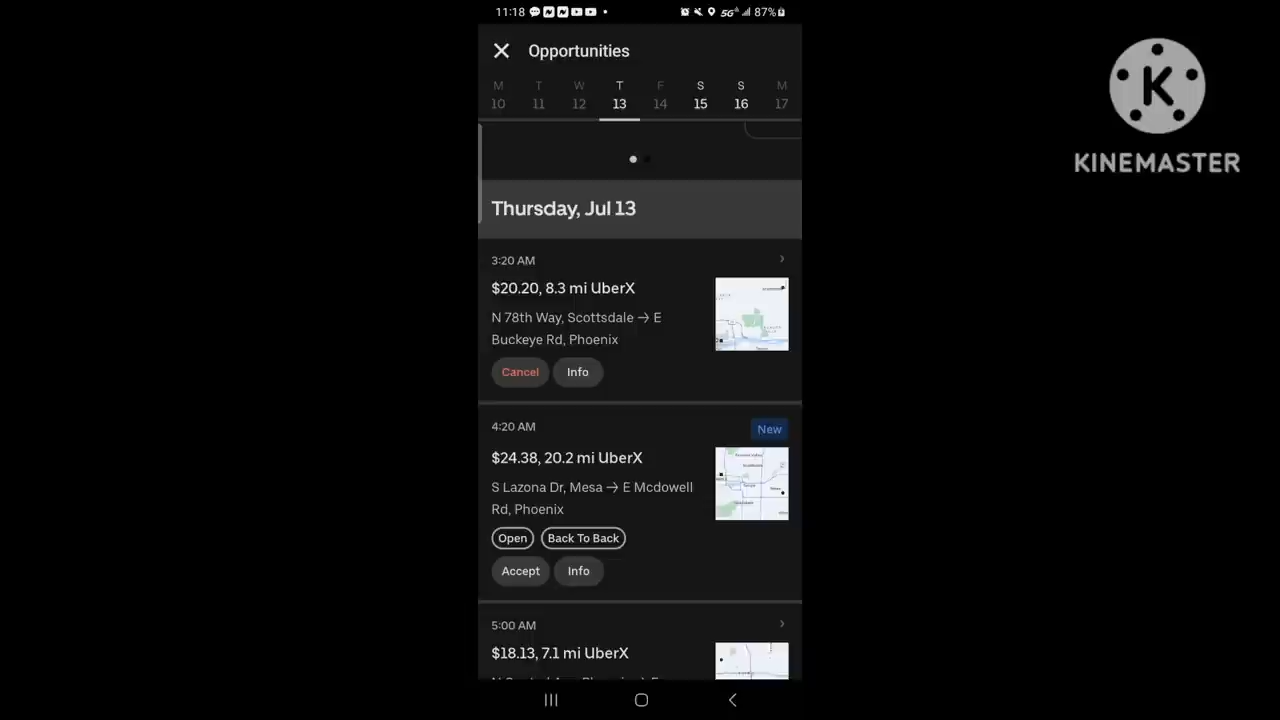 11:18
5G
87%
Opportunities
M T W T F S S M
10 11 12 13 14 15 16 17
Thursday, Jul 13
3:20 AM
$20.20, 8.3 mi UberX
N 78th Way, Scottsdale → E
Buckeye Rd, Phoenix
Cancel Info
4:20 AM
New
$24.38, 20.2 mi UberX
S Lazona Dr, Mesa → E Mcdowell
Rd, Phoenix
Open Back To Back
Accept Info
5:00 AM
$18.13, 7.1 mi UberX
K
KINEMASTER